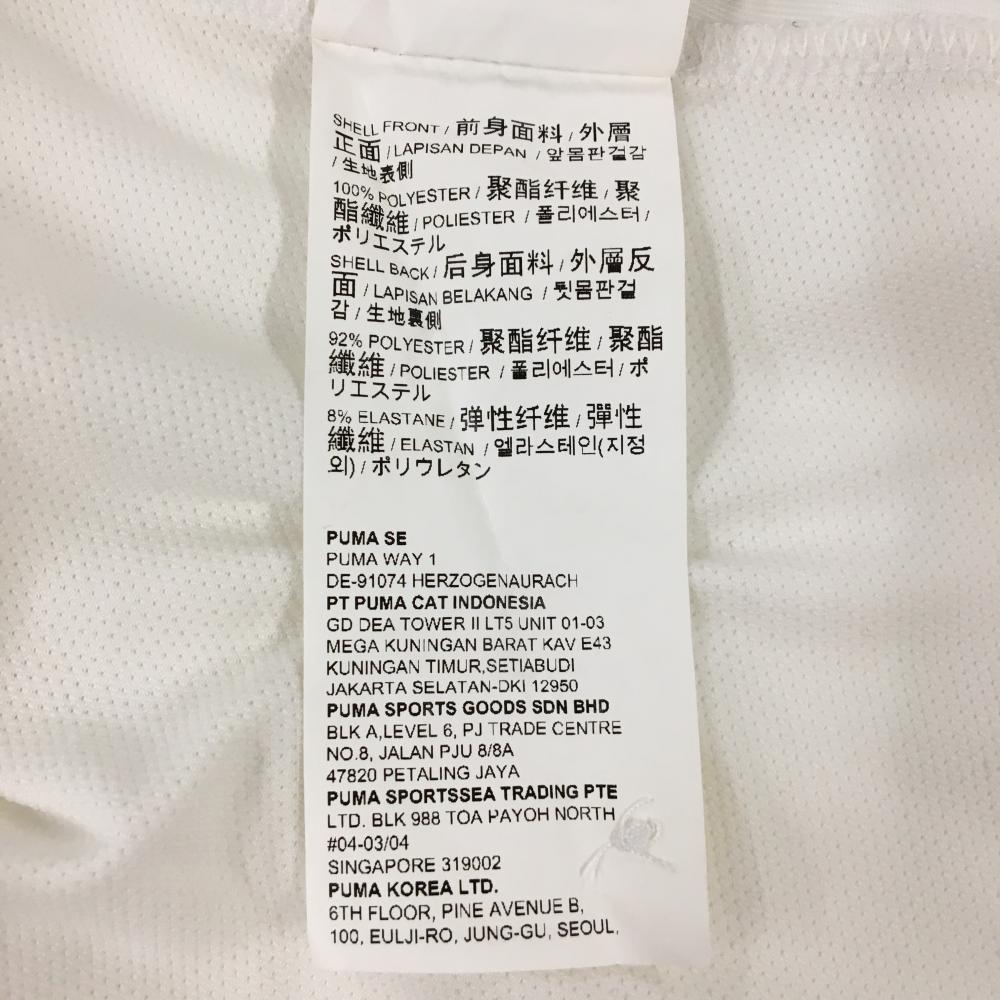 SHELL FRONT / 前身面料 / 外層
正面 / LAPISAN DEPAN / 앞몸판겉감
/ 生地表側
100% POLYESTER / 聚酯纤维 / 聚
酯纖維 / POLIESTER / 폴리에스터 /
ポリエステル
SHELL BACK / 后身面料 / 外層反
面 / LAPISAN BELAKANG / 뒷몸판겉
감 / 生地裏側
92% POLYESTER / 聚酯纤维 / 聚酯
纖維 / POLIESTER / 폴리에스터 / ポ
リエステル
8% ELASTANE / 弹性纤维 / 彈性
纖維 / ELASTAN / 엘라스테인(지정
외) / ポリウレタン
PUMA SE
PUMA WAY 1
DE-91074 HERZOGENAURACH
PT PUMA CAT INDONESIA
GD DEA TOWER II LT5 UNIT 01-03
MEGA KUNINGAN BARAT KAV E43
KUNINGAN TIMUR,SETIABUDI
JAKARTA SELATAN-DKI 12950
PUMA SPORTS GOODS SDN BHD
BLK A,LEVEL 6, PJ TRADE CENTRE
NO.8, JALAN PJU 8/8A
47820 PETALING JAYA
PUMA SPORTSSEA TRADING PTE
LTD. BLK 988 TOA PAYOH NORTH
#04-03/04
SINGAPORE 319002
PUMA KOREA LTD.
6TH FLOOR, PINE AVENUE B,
100, EULJI-RO, JUNG-GU, SEOUL,